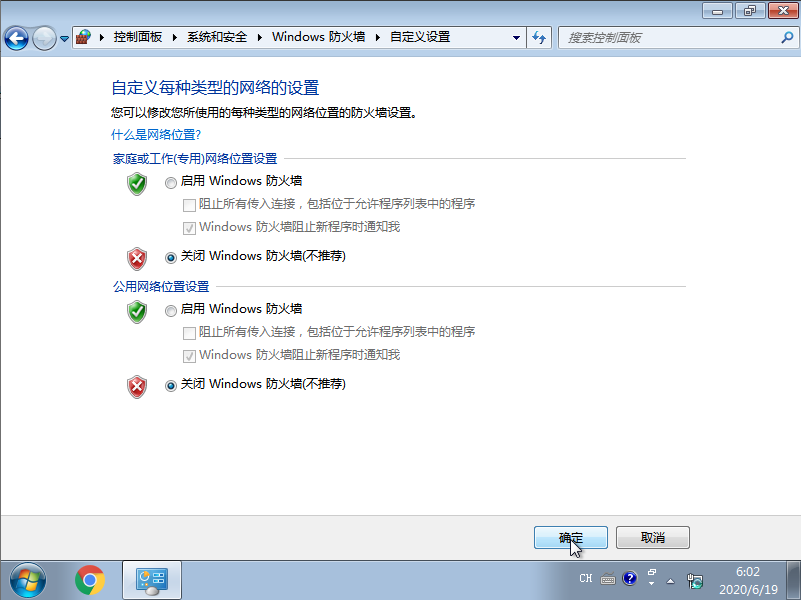 控制面板 系统和安全 Windows 防火墙 自定义设置
搜索控制面板
自定义每种类型的网络的设置
您可以修改您所使用的每种类型的网络位置的防火墙设置。
什么是网络位置?
家庭或工作(专用)网络位置设置
启用 Windows 防火墙
阻止所有传入连接，包括位于允许程序列表中的程序
Windows 防火墙阻止新程序时通知我
关闭 Windows 防火墙(不推荐)
公用网络位置设置
启用 Windows 防火墙
阻止所有传入连接，包括位于允许程序列表中的程序
Windows 防火墙阻止新程序时通知我
关闭 Windows 防火墙(不推荐)
确定 取消
CH
6:02
2020/6/19